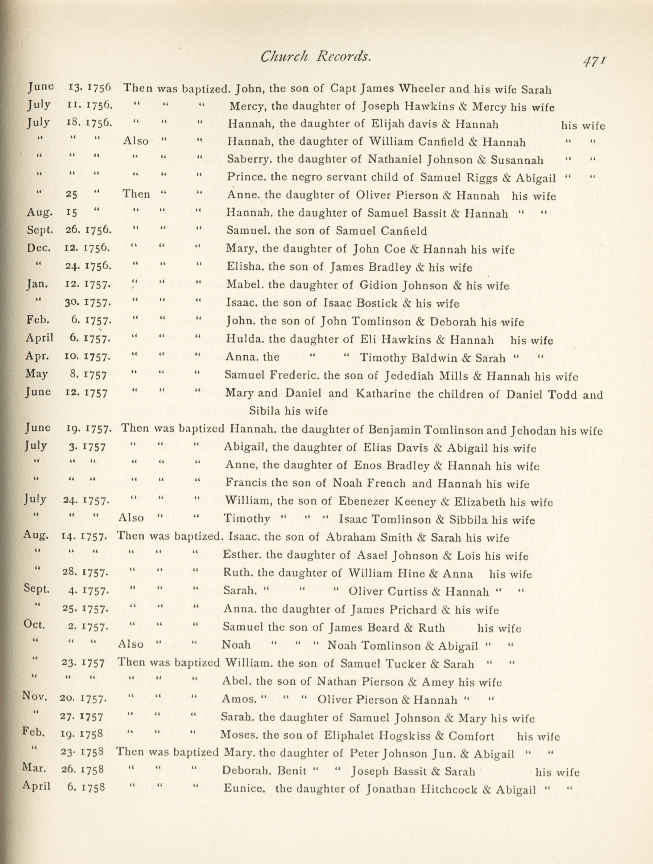 Church Records. 471
June 13. 1756 Then was baptized. John, the son of Capt James Wheeler and his wife Sarah
July 11. 1756. “ “ “ Mercy, the daughter of Joseph Hawkins & Mercy his wife
July 18. 1756. “ “ “ Hannah, the daughter of Elijah davis & Hannah his wife
“ “ “ Also “ “ Hannah, the daughter of William Canfield & Hannah “ “
“ “ “ “ “ “ Saberry. the daughter of Nathaniel Johnson & Susannah “ “
“ “ “ “ “ “ Prince. the negro servant child of Samuel Riggs & Abigail “ “
“ 25 “ Then “ “ Anne. the daughter of Oliver Pierson & Hannah his wife
Aug. 15 “ “ “ “ Hannah. the daughter of Samuel Bassit & Hannah “ “
Sept. 26. 1756. “ “ “ Samuel. the son of Samuel Canfield
Dec. 12. 1756. “ “ “ Mary, the daughter of John Coe & Hannah his wife
“ 24. 1756. “ “ “ Elisha. the son of James Bradley & his wife
Jan. 12. 1757. “ “ “ Mabel. the daughter of Gidion Johnson & his wife
“ 30. 1757. “ “ “ Isaac. the son of Isaac Bostick & his wife
Feb. 6. 1757. “ “ “ John. the son of John Tomlinson & Deborah his wife
April 6. 1757. “ “ “ Hulda. the daughter of Eli Hawkins & Hannah his wife
Apr. 10. 1757. “ “ “ Anna. the “ “ Timothy Baldwin & Sarah “ “
May 8. 1757 “ “ “ Samuel Frederic. the son of Jedediah Mills & Hannah his wife
June 12. 1757 “ “ “ Mary and Daniel and Katharine the children of Daniel Todd and
Sibila his wife
June 19. 1757. Then was baptized Hannah. the daughter of Benjamin Tomlinson and Jehodan his wife
July 3. 1757 “ “ “ Abigail, the daughter of Elias Davis & Abigail his wife
“ “ “ “ “ “ Anne, the daughter of Enos Bradley & Hannah his wife
“ “ “ “ “ “ Francis the son of Noah French and Hannah his wife
July 24. 1757. “ “ “ William, the son of Ebenezer Keeney & Elizabeth his wife
“ “ “ Also “ “ Timothy “ “ “ Isaac Tomlinson & Sibbila his wife
Aug. 14. 1757. Then was baptized. Isaac. the son of Abraham Smith & Sarah his wife
“ “ “ “ “ “ Esther. the daughter of Asael Johnson & Lois his wife
“ 28. 1757. “ “ “ Ruth. the daughter of William Hine & Anna his wife
Sept. 4. 1757. “ “ “ Sarah. “ “ “ Oliver Curtiss & Hannah “ “
“ 25. 1757. “ “ “ Anna. the daughter of James Prichard & his wife
Oct. 2. 1757. “ “ “ Samuel the son of James Beard & Ruth his wife
“ “ “ Also “ “ Noah “ “ “ Noah Tomlinson & Abigail “ “
“ 23. 1757 Then was baptized William. the son of Samuel Tucker & Sarah “ “
“ “ “ “ “ “ Abel. the son of Nathan Pierson & Amey his wife
Nov. 20. 1757. “ “ “ Amos. “ “ “ Oliver Pierson & Hannah “ “
“ 27. 1757 “ “ “ Sarah. the daughter of Samuel Johnson & Mary his wife
Feb. 19. 1758 “ “ “ Moses. the son of Eliphalet Hogskiss & Comfort his wife
“ 23. 1758 Then was baptized Mary. the daughter of Peter Johnson Jun. & Abigail “ “
Mar. 26. 1758 “ “ “ Deborah. Benit “ “ Joseph Bassit & Sarah his wife
April 6. 1758 “ “ “ Eunice. the daughter of Jonathan Hitchcock & Abigail “ “